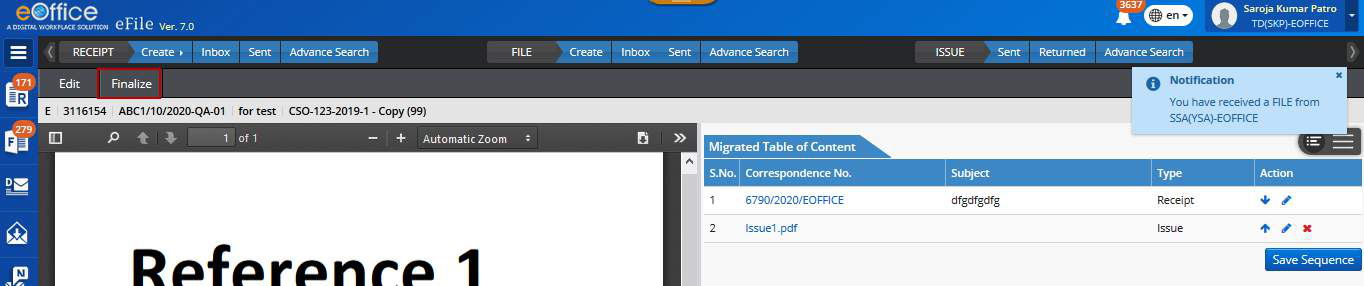 eOffice
A DIGITAL WORKPLACE SOLUTION eFile Ver. 7.0
3637
en
Saroja Kumar Patro
TD(SKP)-EOFFICE
RECEIPT Create Inbox Sent Advance Search FILE Create Inbox Sent Advance Search ISSUE Sent Returned Advance Search
Edit Finalize
Notification
You have received a FILE from
SSA(YSA)-EOFFICE
171
R
E 3116154 ABC1/10/2020-QA-01 for test CSO-123-2019-1 - Copy (99)
279
F
1 of 1 Automatic Zoom
Migrated Table of Content
S.No. Correspondence No. Subject Type Action
1 6790/2020/EOFFICE dfgdfgdfg Receipt
2 Issue1.pdf Issue
Save Sequence
D
N
Reference 1